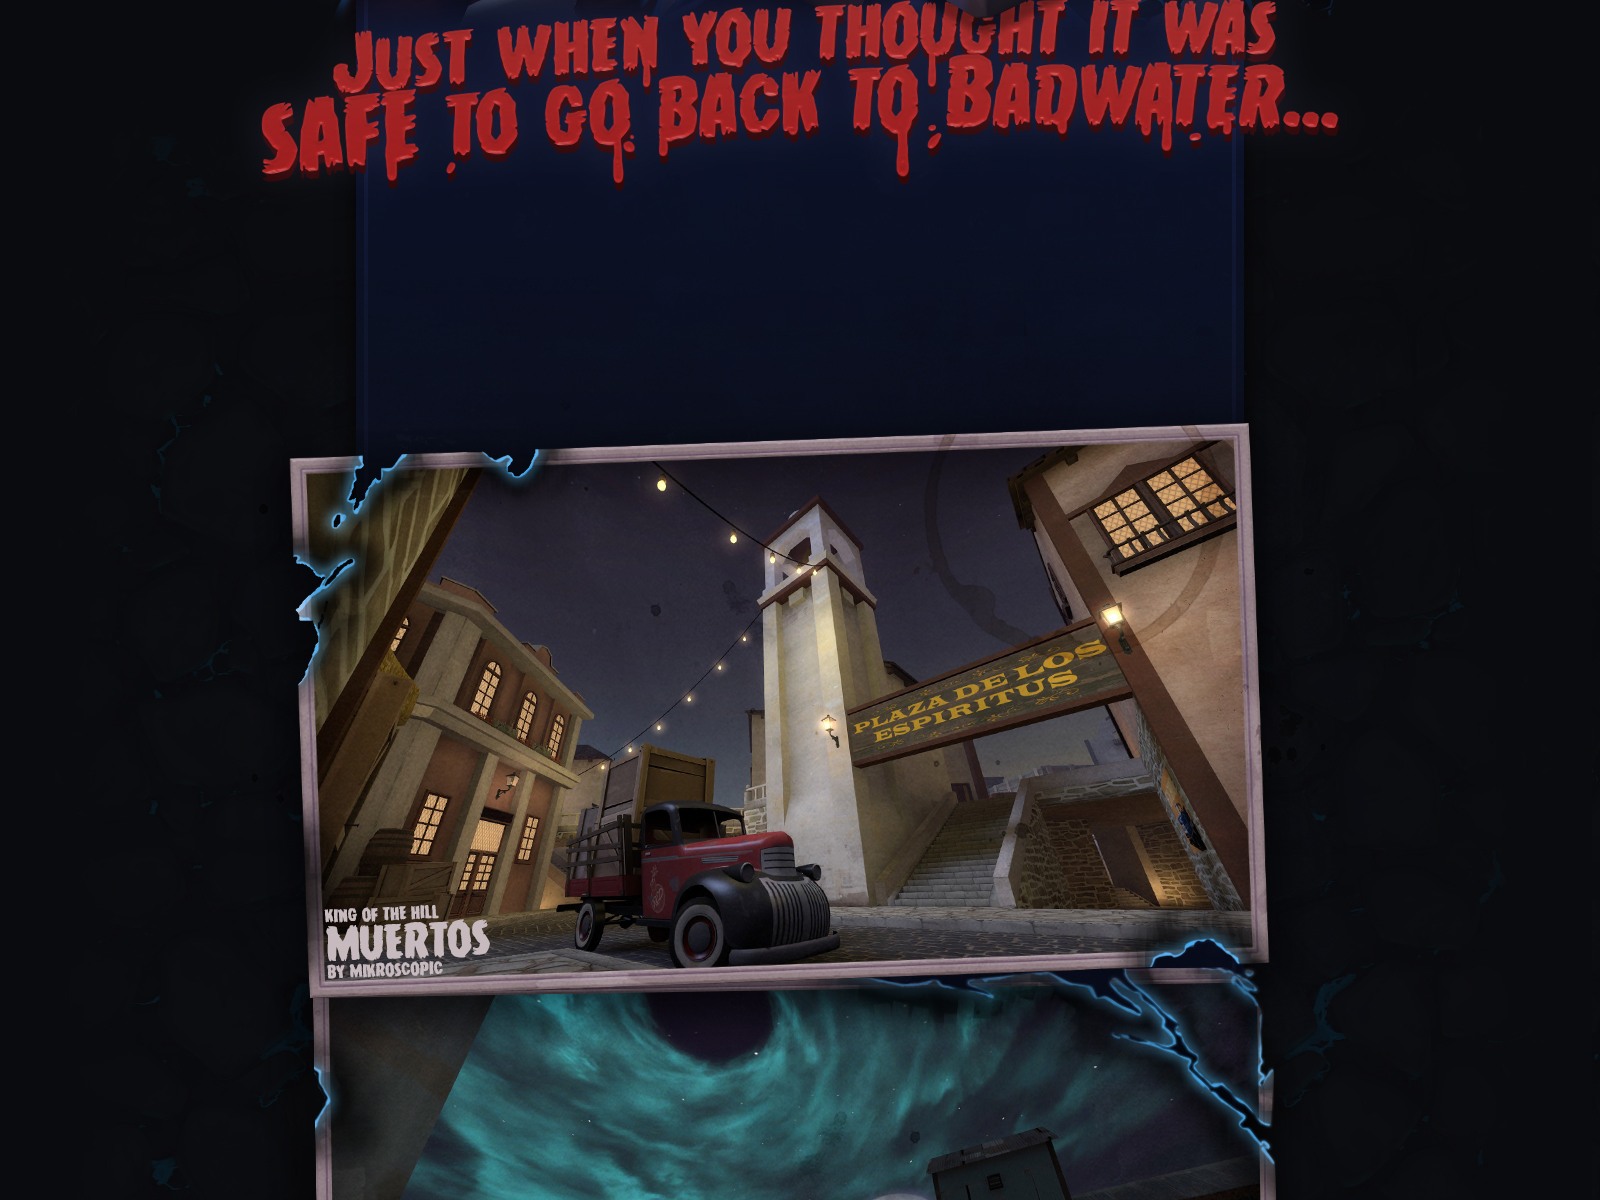 Just when you thought it was
safe to go back to Badwater...
PLAZA DE LOS
ESPIRITUS
KING OF THE HILL
MUERTOS
BY MIKROSCOPIC